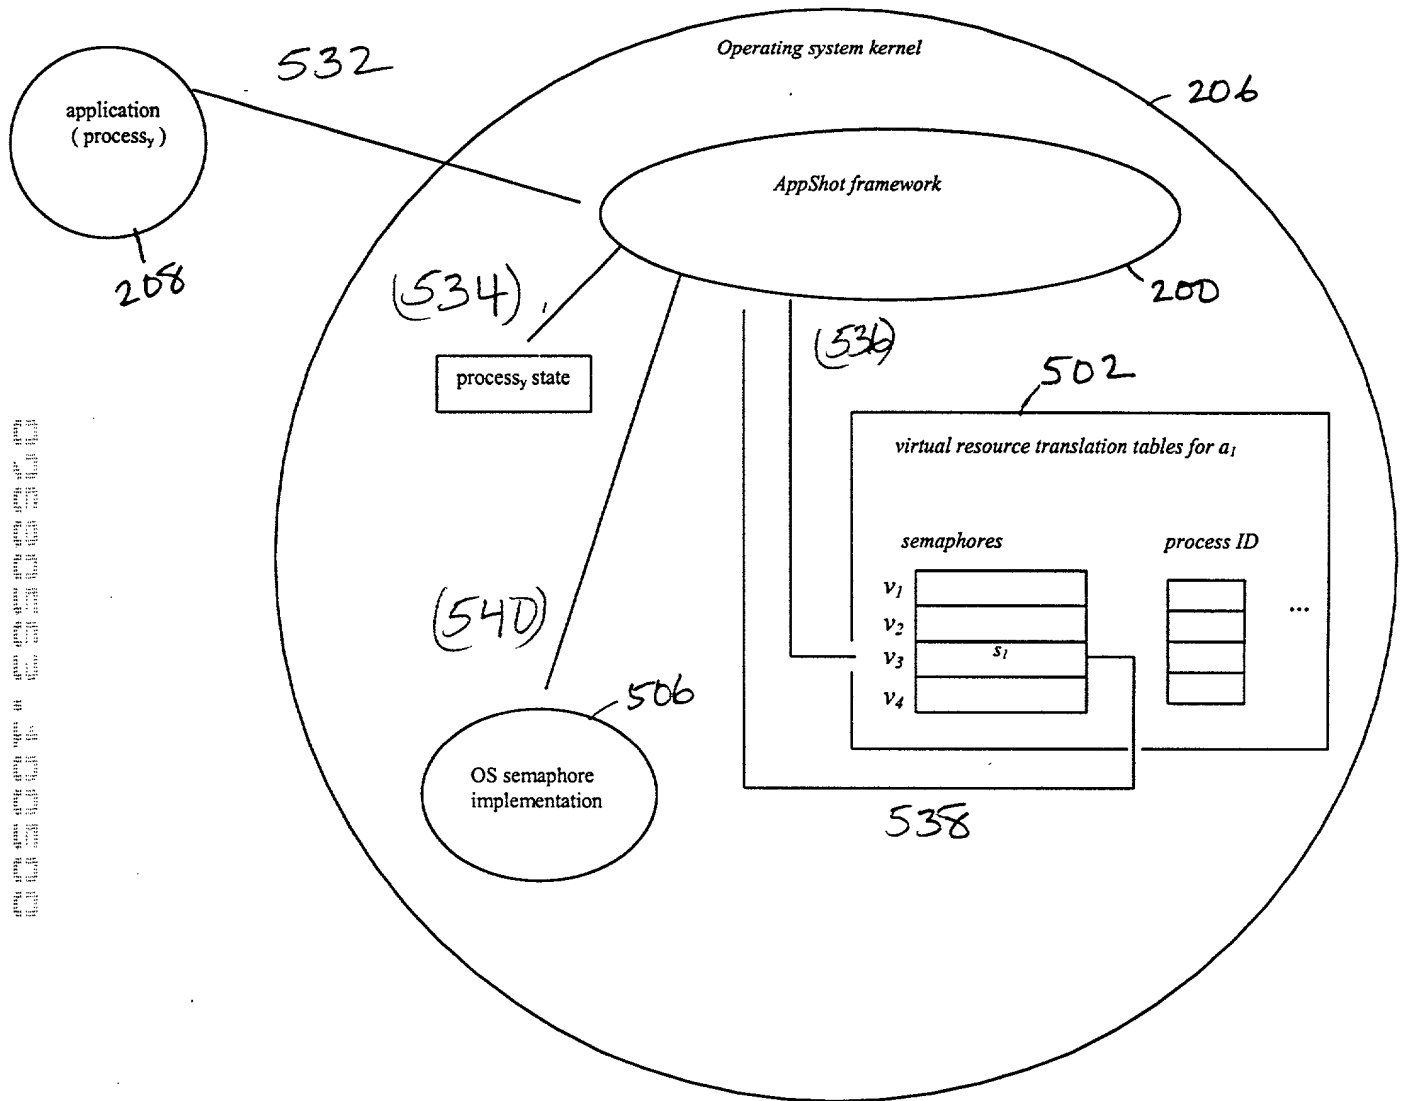 Operating system kernel
532
206
application
( processy )
AppShot framework
208
(534)
200
(536)
502
processy state
virtual resource translation tables for a1
semaphores
process ID
v1
v2
...
(540)
v3
s1
v4
506
OS semaphore
implementation
538